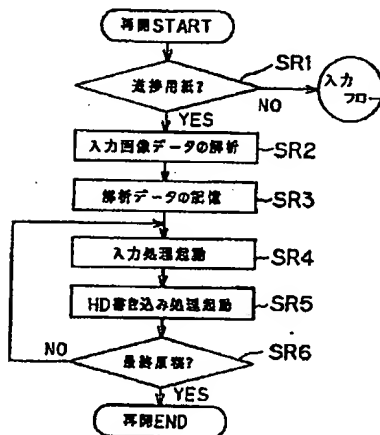 再開START
進捗用紙?
SR1
NO
入力
フロー
YES
入力画像データの解析
SR2
解析データの記憶
SR3
入力処理起動
SR4
HD書き込み処理起動
SR5
NO
最終原稿?
SR6
YES
再開END